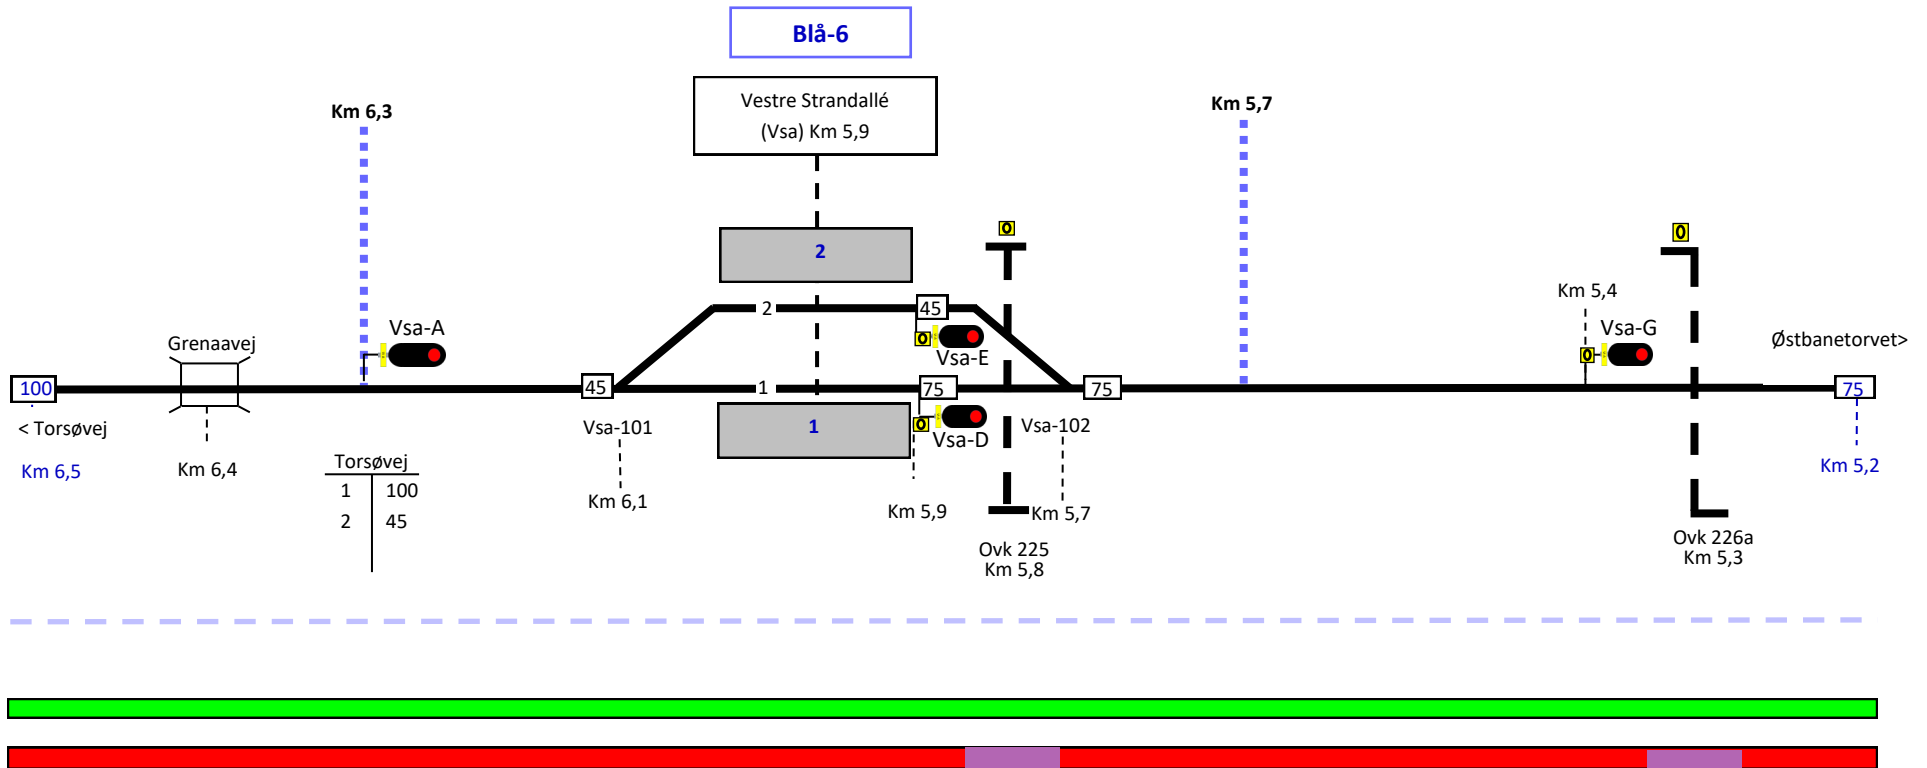 Blå-6
Vestre Strandallé
(Vsa) Km 5,9
Km 6,3
Km 5,7
2
0
0
2
45
Km 5,4
Vsa-A
Vsa-G
Grenaavej
0
Vsa-E
0
Østbanetorvet>
100
45
1
75
75
75
< Torsøvej
Vsa-101
1
0
Vsa-D
Vsa-102
Km 6,5
Km 6,4
Torsøvej
1 100
2 45
Km 6,1
Km 5,9
Km 5,7
Km 5,2
Ovk 225
Km 5,8
Ovk 226a
Km 5,3